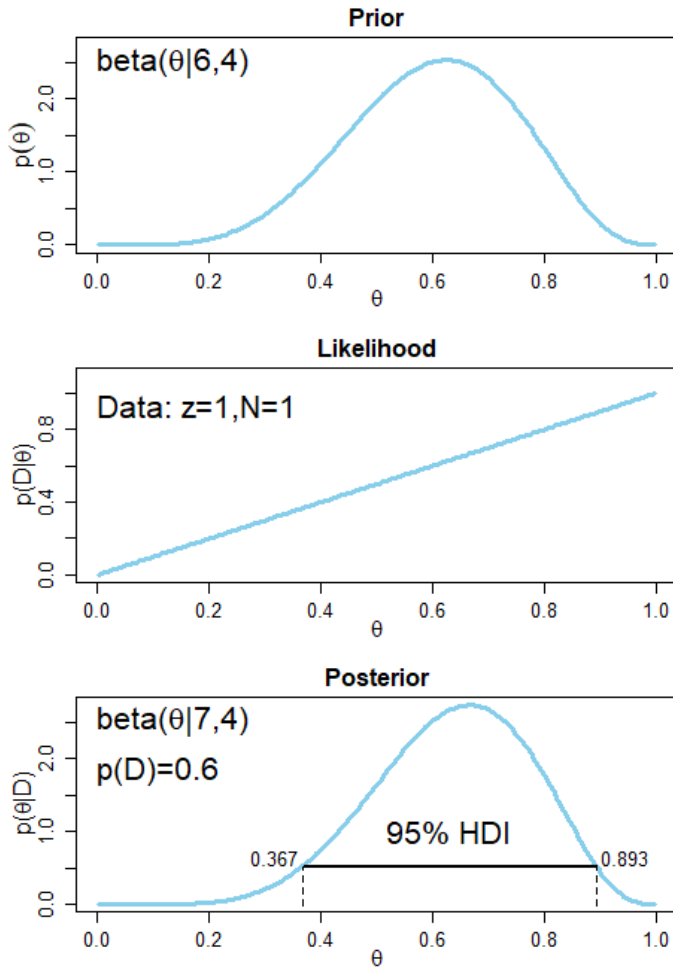 Prior
beta(θ|6,4)
p(θ)
0.0 1.0 2.0
0.0 0.2 0.4 0.6 0.8 1.0
θ
Likelihood
Data: z=1,N=1
p(D|θ)
0.0 0.4 0.8
0.0 0.2 0.4 0.6 0.8 1.0
θ
Posterior
beta(θ|7,4)
p(D)=0.6
p(θ|D)
0.0 1.0 2.0
95% HDI
0.367 0.893
0.0 0.2 0.4 0.6 0.8 1.0
θ